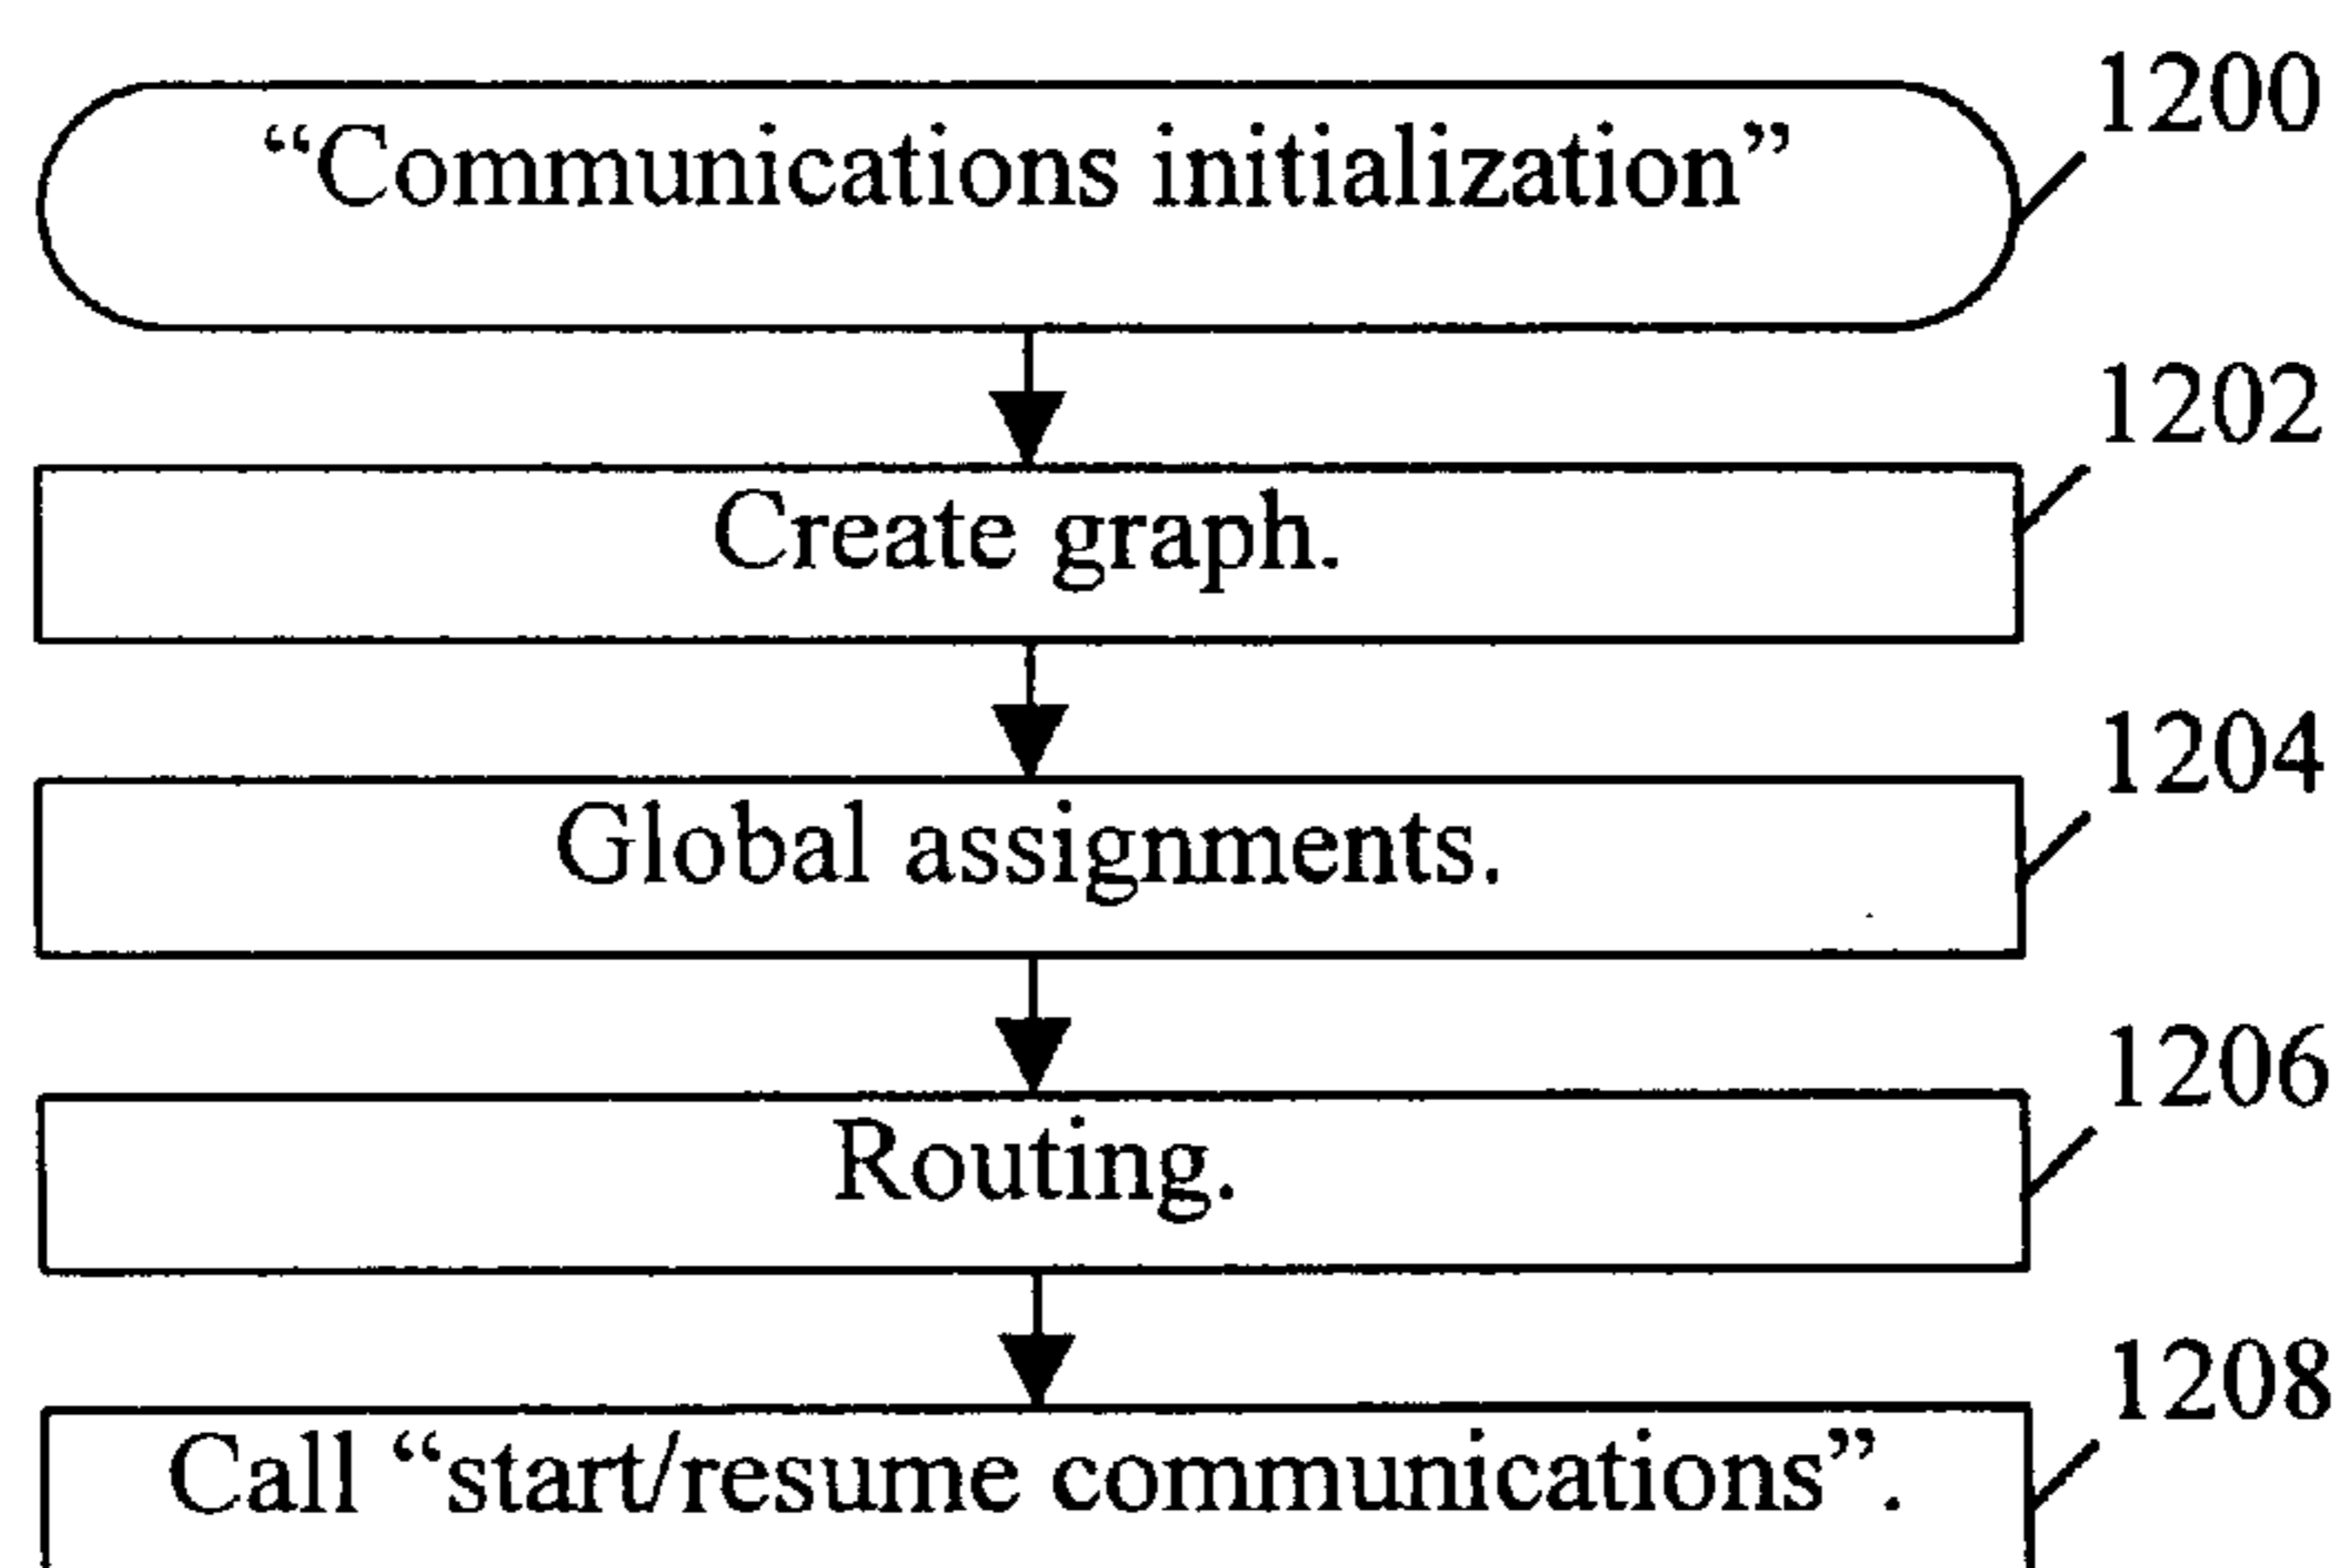 1200
“Communications initialization”
1202
Create graph.
1204
Global assignments.
1206
Routing.
1208
Call “start/resume communications”.